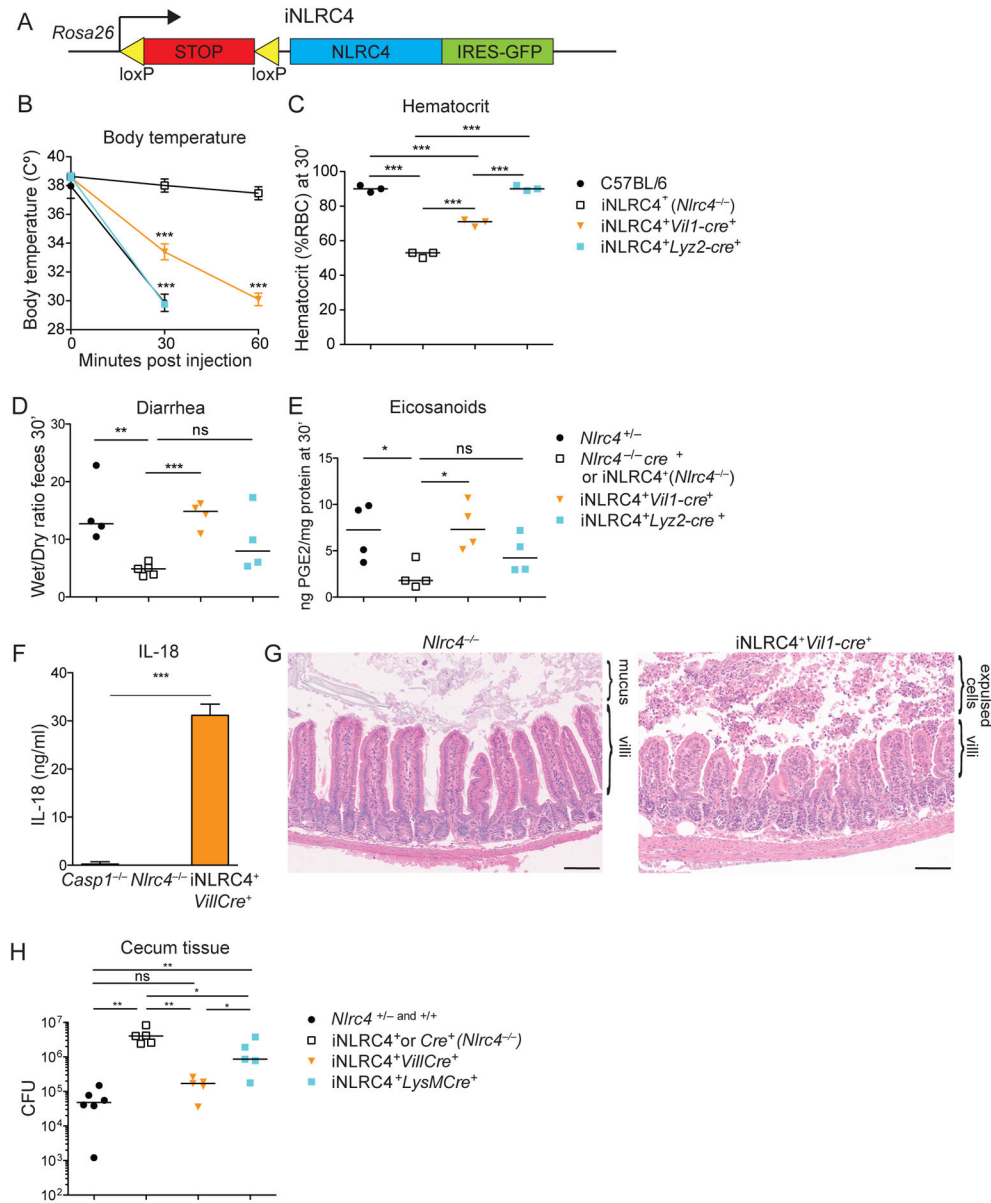 A
iNLRC4
Rosa26
STOP
NLRC4
IRES-GFP
loxP
loxP
B
Body temperature
Body temperature (Cº)
40
38
36
34
32
30
28
***
***
***
0
30
60
Minutes post injection
C
Hematocrit
Hematocrit (%RBC) at 30'
100
80
60
40
20
0
***
***
***
***
***
C57BL/6
iNLRC4⁺ (Nlrc4⁻/⁻)
iNLRC4⁺Vil1-cre⁺
iNLRC4⁺Lyz2-cre⁺
D
Diarrhea
Wet/Dry ratio feces 30'
30
20
10
0
**
ns
***
E
Eicosanoids
ng PGE2/mg protein at 30'
15
10
5
0
*
ns
*
Nlrc4⁺/⁻
Nlrc4⁻/⁻ cre ⁺
or iNLRC4⁺(Nlrc4⁻/⁻)
iNLRC4⁺Vil1-cre⁺
iNLRC4⁺Lyz2-cre ⁺
F
IL-18
IL-18 (ng/ml)
40
30
20
10
0
***
Casp1⁻/⁻ Nlrc4⁻/⁻ iNLRC4⁺
VillCre⁺
G
Nlrc4⁻/⁻
mucus
villi
iNLRC4⁺Vil1-cre⁺
expulsed
cells
villi
H
Cecum tissue
CFU
10⁷
10⁶
10⁵
10⁴
10³
10²
**
ns
*
**
**
*
Nlrc4 ⁺/⁻ ᵃⁿᵈ ⁺/⁺
iNLRC4⁺or Cre⁺(Nlrc4⁻/⁻)
iNLRC4⁺VillCre⁺
iNLRC4⁺LysMCre⁺